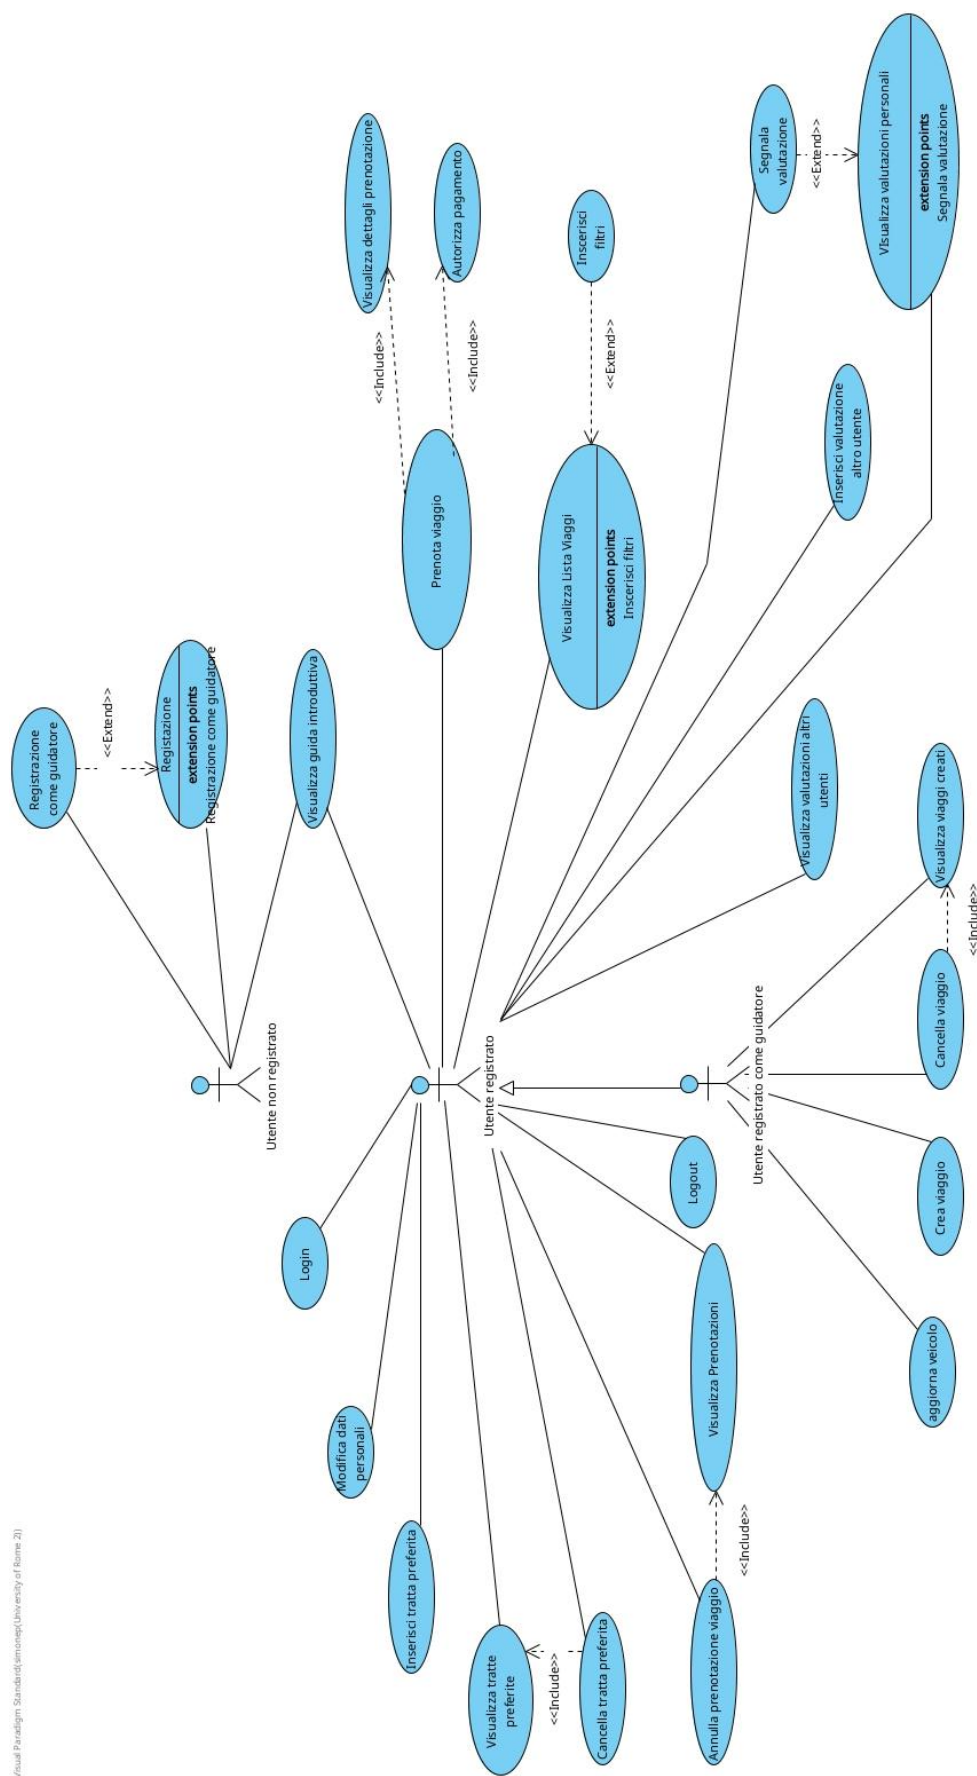 Visual Paradigm Standard(simonep(University of Rome 2))
Registrazione
come guidatore
<<Extend>>
Registazione
extension points
Registrazione come guidatore
Utente non registrato
Visualizza guida introduttiva
Login
Modifica dati
personali
Visualizza dettagli prenotazione
<<Include>>
Inserisci tratta preferita
Prenota viaggio
Autorizza pagamento
<<Include>>
Utente registrato
Visualizza tratte
preferite
<<Include>>
Cancella tratta preferita
Visualizza Lista Viaggi
extension points
Inscerisci filtri
<<Extend>>
Inscerisci
filtri
Logout
Visualizza Prenotazioni
Annulla prenotazione viaggio
<<Include>>
Utente registrato come guidatore
Segnala
valutazione
<<Extend>>
Visualizza valutazioni altri
utenti
Inserisci valutazione
altro utente
VIsualizza valutazioni personali
extension points
Segnala valutazione
aggiorna veicolo
Crea viaggio
Cancella viaggio
Visualizza viaggi creati
<<Include>>